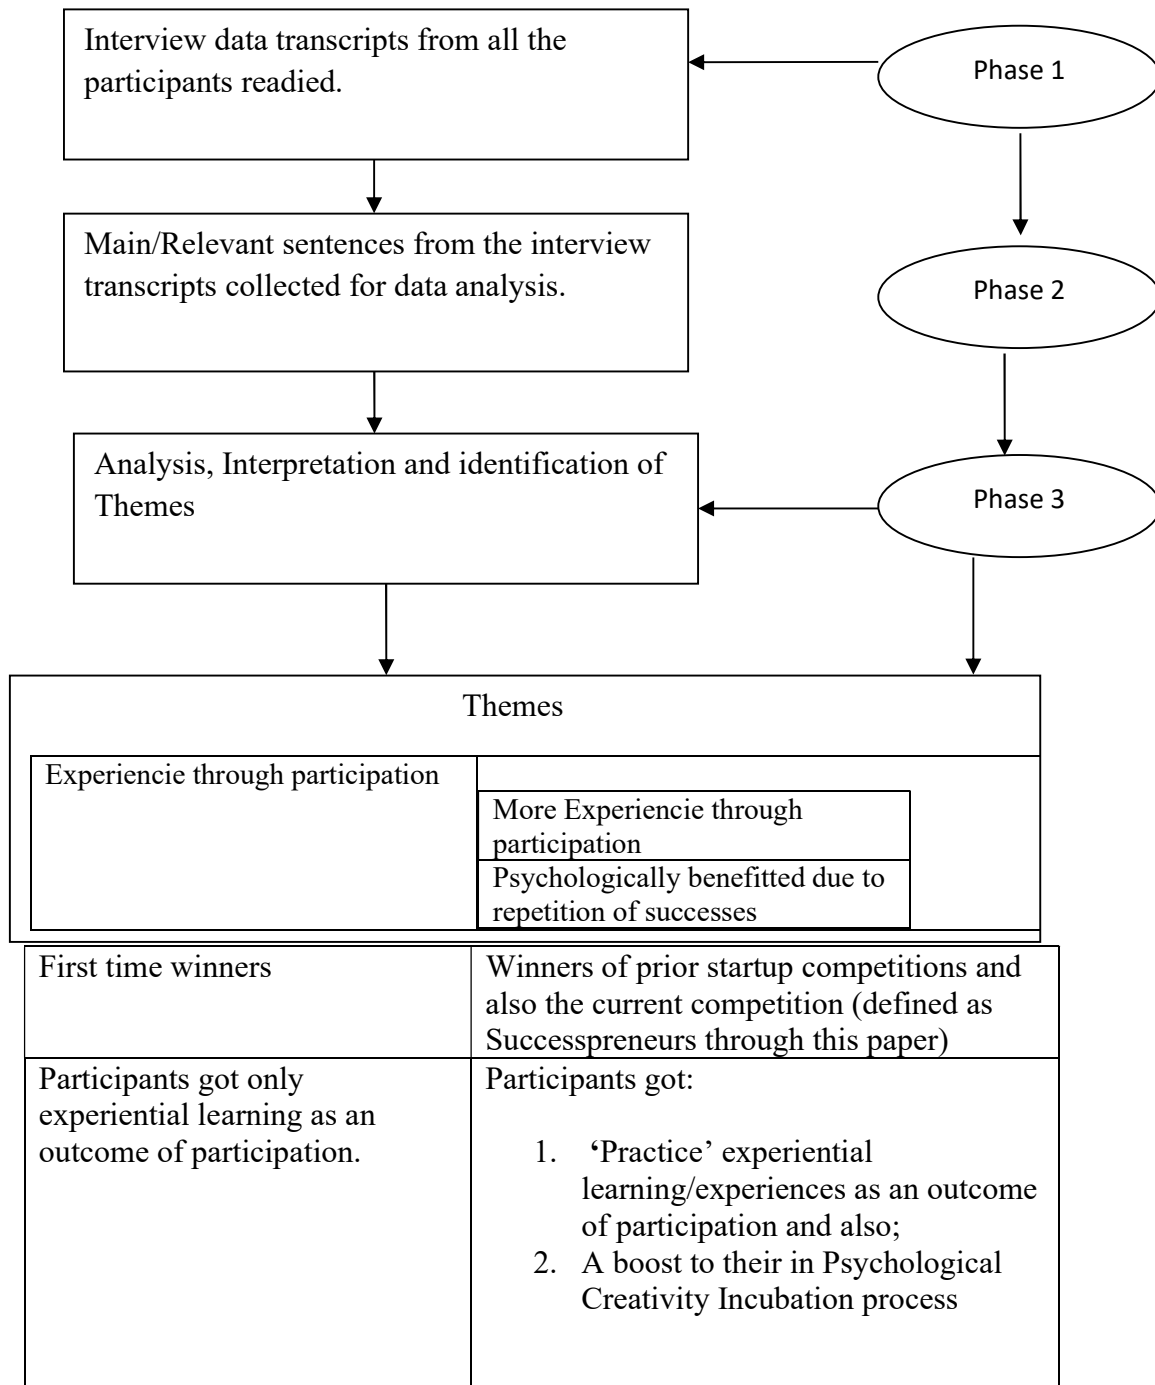 Interview data transcripts from all the
participants readied.
Phase 1
Main/Relevant sentences from the interview
transcripts collected for data analysis.
Phase 2
Analysis, Interpretation and identification of
Themes
Phase 3
Themes
Experiencie through participation
More Experiencie through
participation
Psychologically benefitted due to
repetition of successes
First time winners
Winners of prior startup competitions and
also the current competition (defined as
Successpreneurs through this paper)
Participants got only
experiential learning as an
outcome of participation.
Participants got:
1. ‘Practice’ experiential
learning/experiences as an outcome
of participation and also;
2. A boost to their in Psychological
Creativity Incubation process